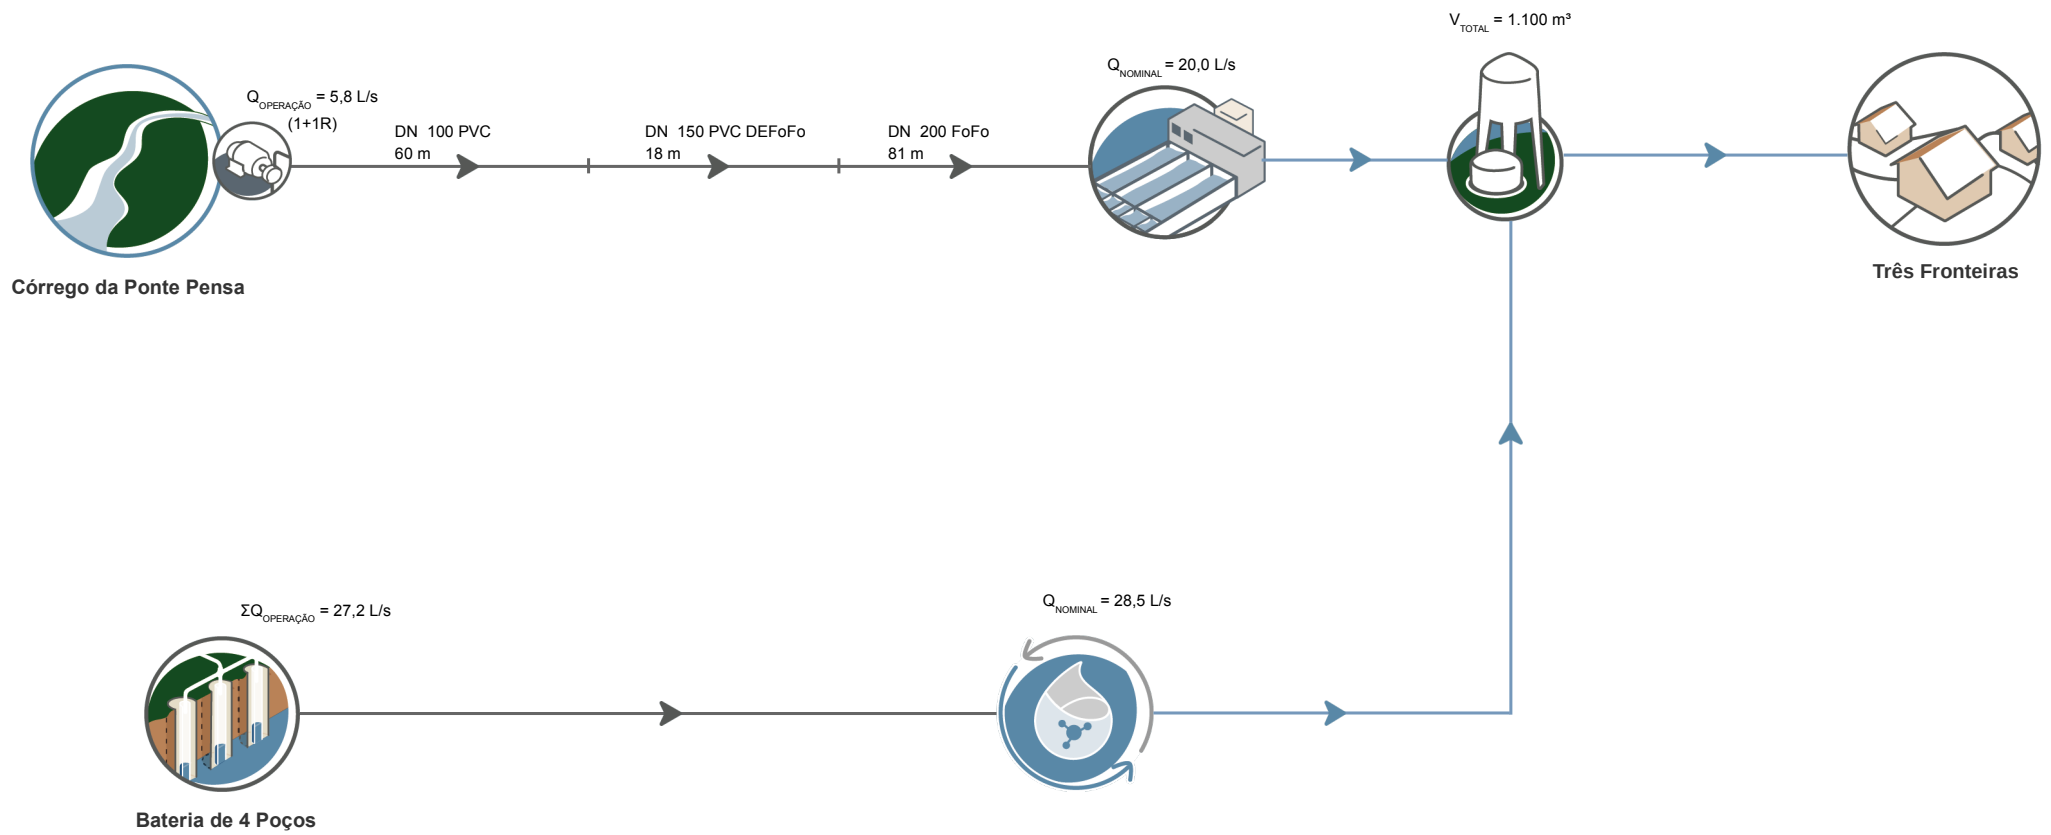 V_TOTAL = 1.100 m³
Q_NOMINAL = 20,0 L/s
Q_OPERAÇÃO = 5,8 L/s
(1+1R)
DN 100 PVC
60 m
DN 150 PVC DEFoFo
18 m
DN 200 FoFo
81 m
Córrego da Ponte Pensa
Três Fronteiras
ΣQ_OPERAÇÃO = 27,2 L/s
Q_NOMINAL = 28,5 L/s
Bateria de 4 Poços